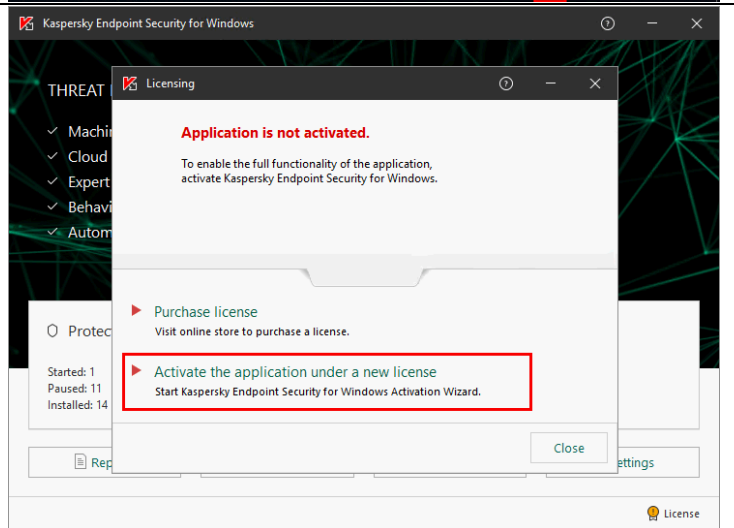 Kaspersky Endpoint Security for Windows
THREAT
Licensing
Machin
Application is not activated.
Cloud
To enable the full functionality of the application,
Expert
activate Kaspersky Endpoint Security for Windows.
Behavi
Autom
Purchase license
Protec
Visit online store to purchase a license.
Started: 1
Activate the application under a new license
Paused: 11
Start Kaspersky Endpoint Security for Windows Activation Wizard.
Installed: 14
Close
Rep
ettings
License